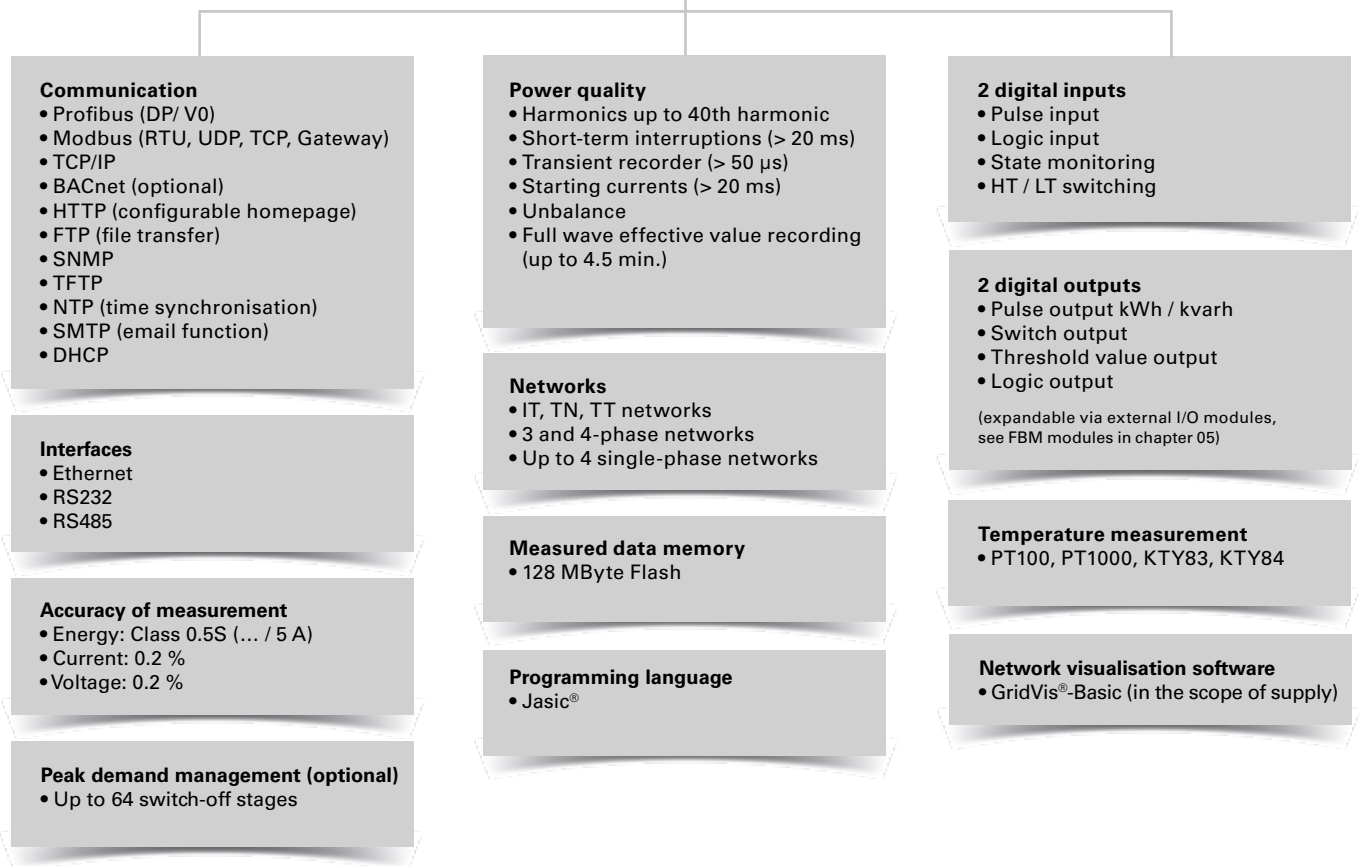 Communication
• Profibus (DP/ V0)
• Modbus (RTU, UDP, TCP, Gateway)
• TCP/IP
• BACnet (optional)
• HTTP (configurable homepage)
• FTP (file transfer)
• SNMP
• TFTP
• NTP (time synchronisation)
• SMTP (email function)
• DHCP
Interfaces
• Ethernet
• RS232
• RS485
Accuracy of measurement
• Energy: Class 0.5S (… / 5 A)
• Current: 0.2 %
• Voltage: 0.2 %
Peak demand management (optional)
• Up to 64 switch-off stages
Power quality
• Harmonics up to 40th harmonic
• Short-term interruptions (> 20 ms)
• Transient recorder (> 50 µs)
• Starting currents (> 20 ms)
• Unbalance
• Full wave effective value recording
(up to 4.5 min.)
Networks
• IT, TN, TT networks
• 3 and 4-phase networks
• Up to 4 single-phase networks
Measured data memory
• 128 MByte Flash
Programming language
• Jasic®
2 digital inputs
• Pulse input
• Logic input
• State monitoring
• HT / LT switching
2 digital outputs
• Pulse output kWh / kvarh
• Switch output
• Threshold value output
• Logic output
(expandable via external I/O modules,
see FBM modules in chapter 05)
Temperature measurement
• PT100, PT1000, KTY83, KTY84
Network visualisation software
• GridVis®-Basic (in the scope of supply)